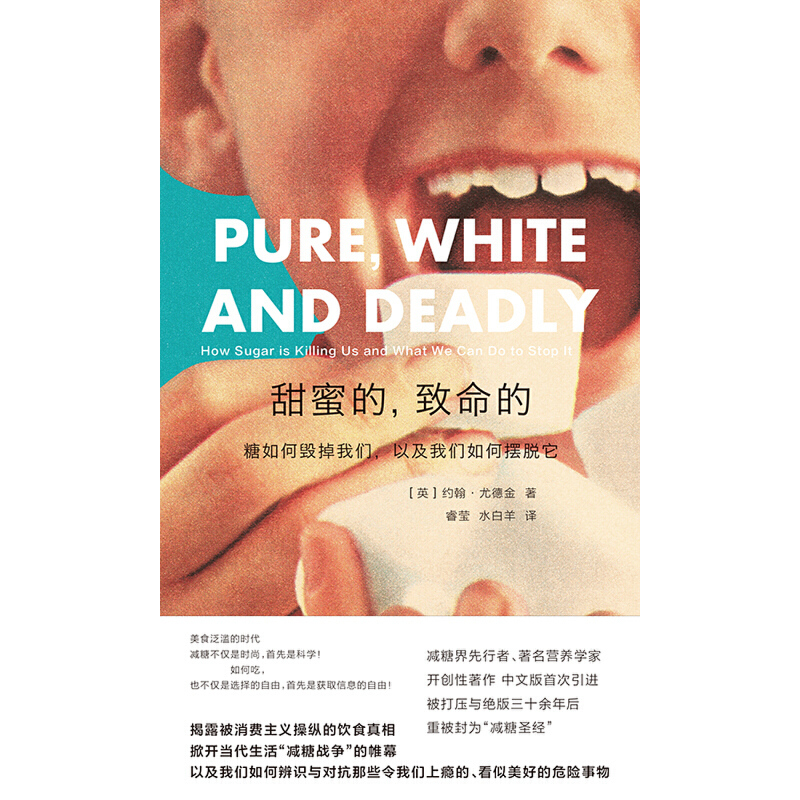 PURE, WHITE
AND DEADLY
How Sugar is Killing Us and What We Can Do to Stop It
甜蜜的，致命的
糖如何毁掉我们，以及我们如何摆脱它
［英］约翰·尤德金 著
睿莹 水白羊 译
美食泛滥的时代
减糖不仅是时尚，首先是科学！
如何吃，
也不仅是选择的自由，首先是获取信息的自由！
减糖界先行者、著名营养学家
开创性著作 中文版首次引进
被打压与绝版三十余年后
重被封为“减糖圣经”
揭露被消费主义操纵的饮食真相
掀开当代生活“减糖战争”的帷幕
以及我们如何辨识与对抗那些令我们上瘾的、看似美好的危险事物